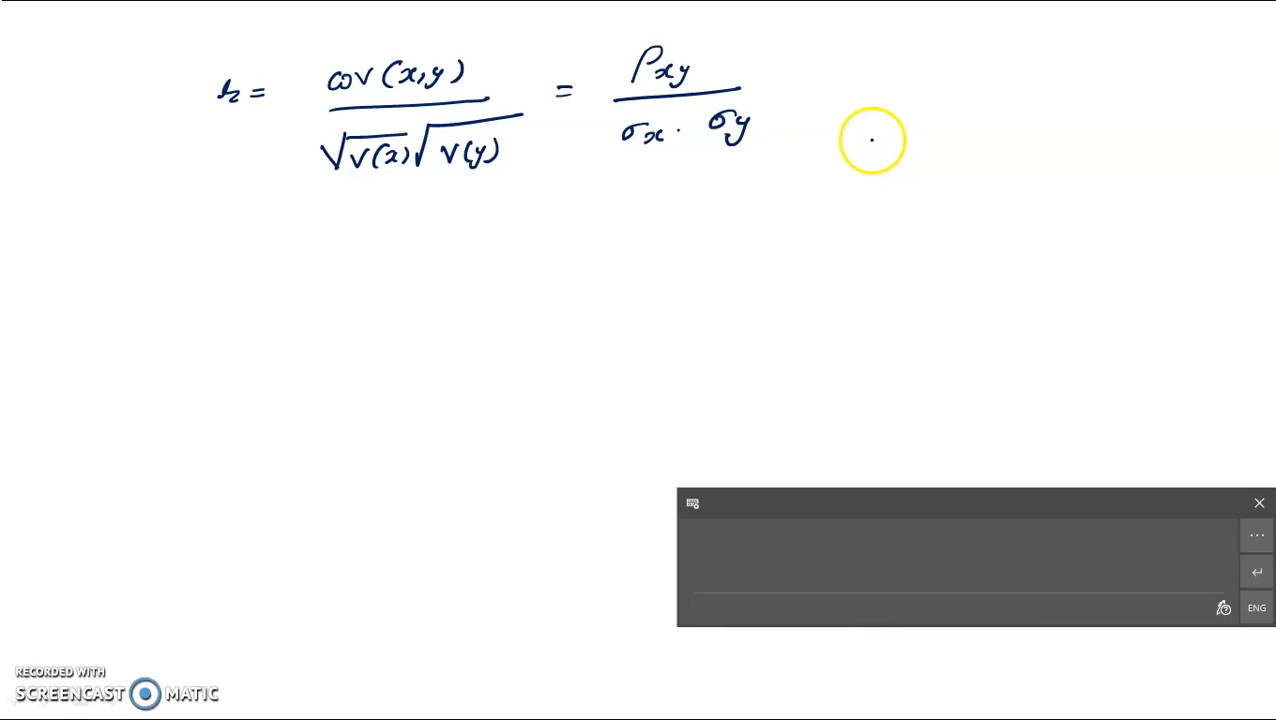 r = cov(x,y) / √V(x) √V(y) = ρxy / σx · σy
ENG
RECORDED WITH
SCREENCAST MATIC